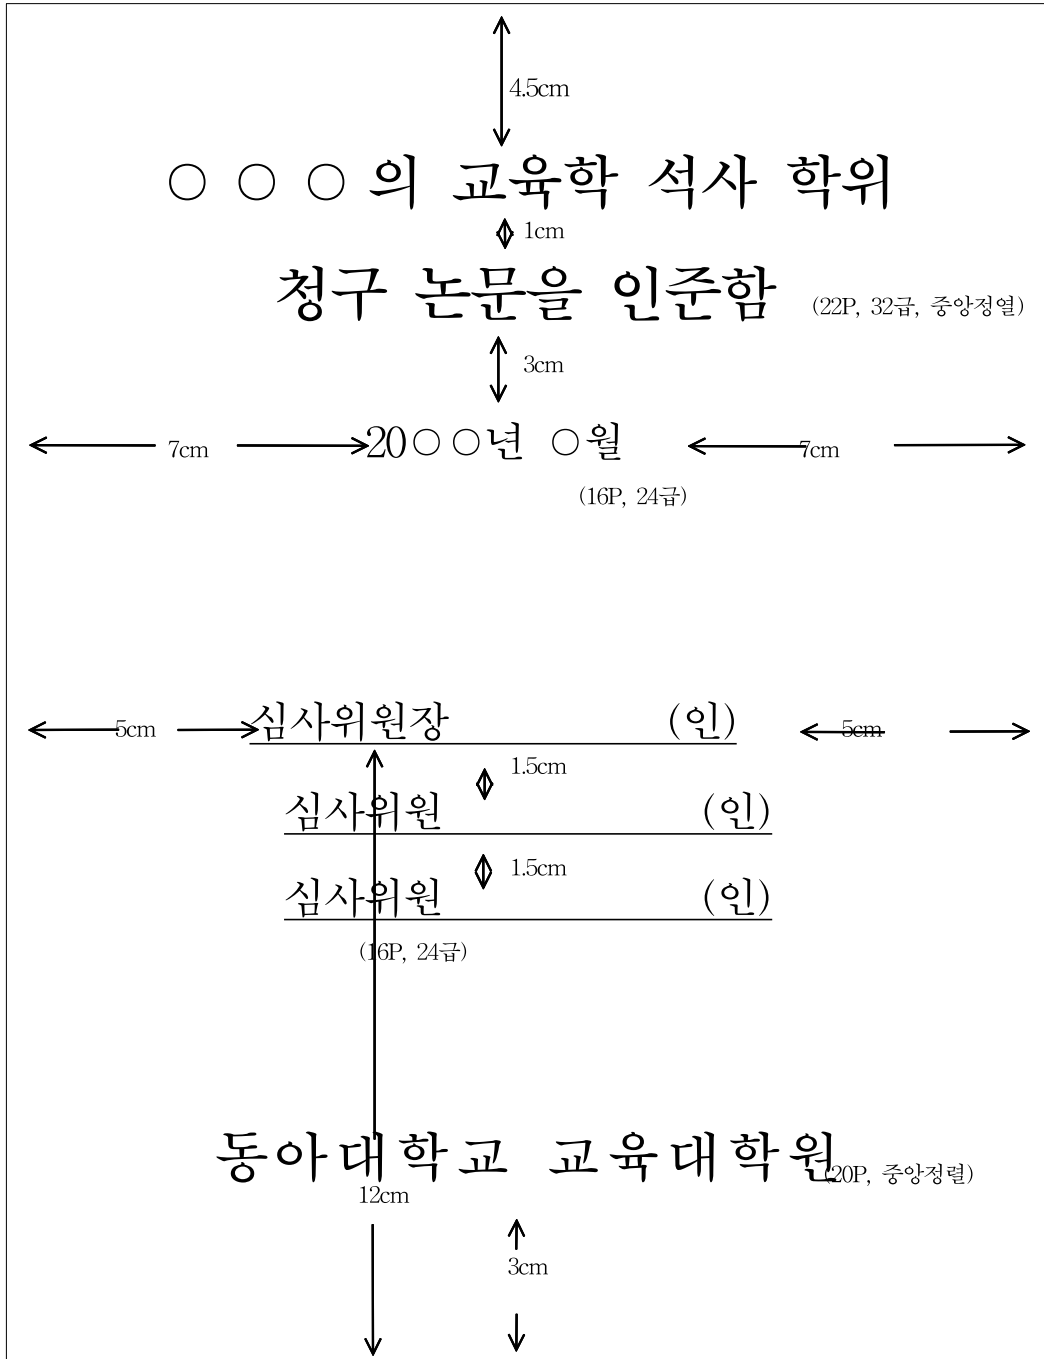 4.5cm
○ ○ ○ 의 교육학 석사 학위
1cm
청구 논문을 인준함 (22P, 32급, 중앙정열)
3cm
7cm 20○○년 ○월 7cm
(16P, 24급)
5cm 심사위원장 (인) 5cm
1.5cm
심사위원 (인)
1.5cm
심사위원 (인)
(16P, 24급)
동아대학교 교육대학원 (20P, 중앙정렬)
12cm
3cm